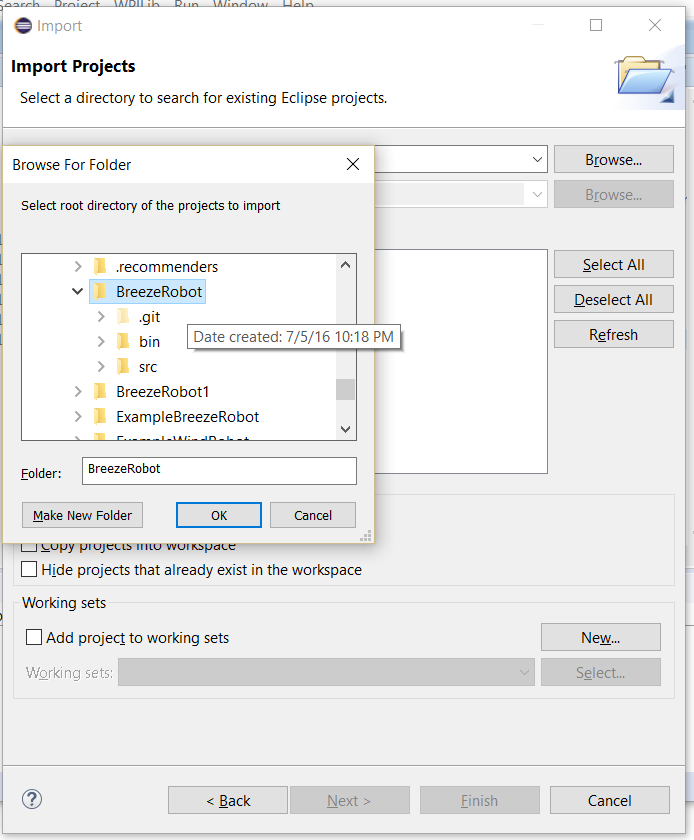 Search Project WPILib Run Window Help
Import
Import Projects
Select a directory to search for existing Eclipse projects.
Browse...
Browse...
Browse For Folder
Select root directory of the projects to import
.recommenders
BreezeRobot
.git
Date created: 7/5/16 10:18 PM
bin
src
BreezeRobot1
ExampleBreezeRobot
ExampleWindRobot
Folder: BreezeRobot
Make New Folder OK Cancel
Select All
Deselect All
Refresh
Copy projects into workspace
Hide projects that already exist in the workspace
Working sets
Add project to working sets New...
Working sets: Select...
? < Back Next > Finish Cancel